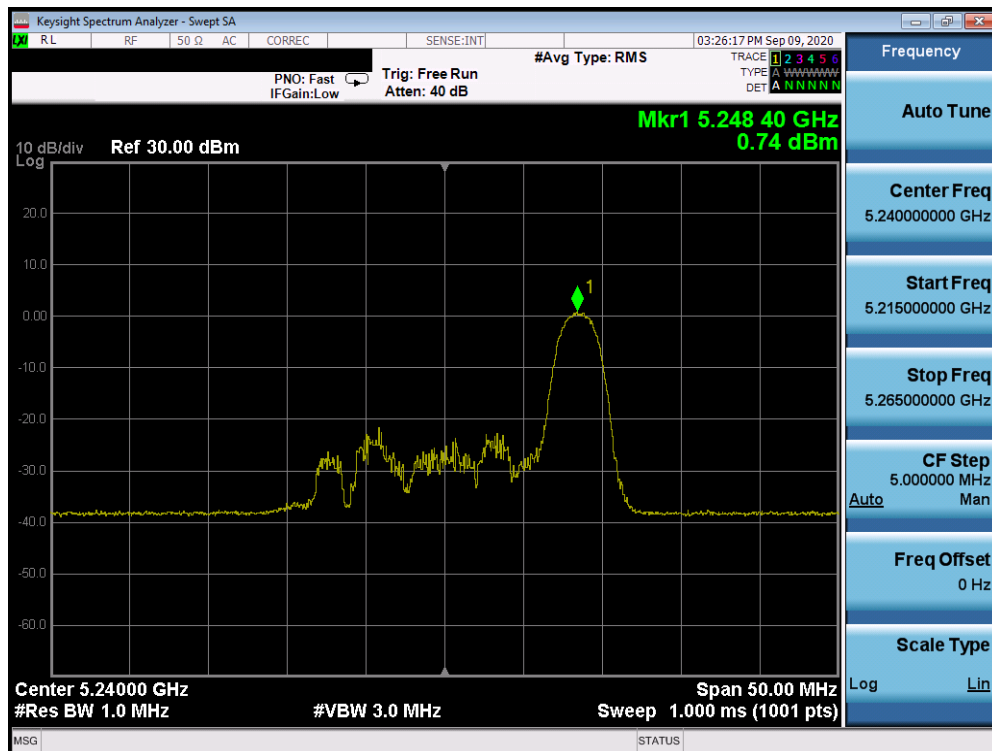 Keysight Spectrum Analyzer - Swept SA
LXI RL RF 50 Ω AC CORREC SENSE:INT 03:26:17 PM Sep 09, 2020
#Avg Type: RMS TRACE 1 2 3 4 5 6
PNO: Fast Trig: Free Run TYPE A WWWWW
IFGain:Low Atten: 40 dB DET A N N N N N
Mkr1 5.248 40 GHz
0.74 dBm
10 dB/div Ref 30.00 dBm
Log
1
20.0
10.0
0.00
-10.0
-20.0
-30.0
-40.0
-50.0
-60.0
Center 5.24000 GHz Span 50.00 MHz
#Res BW 1.0 MHz #VBW 3.0 MHz Sweep 1.000 ms (1001 pts)
MSG STATUS
Frequency
Auto Tune
Center Freq
5.240000000 GHz
Start Freq
5.215000000 GHz
Stop Freq
5.265000000 GHz
CF Step
5.000000 MHz
Auto Man
Freq Offset
0 Hz
Scale Type
Log Lin